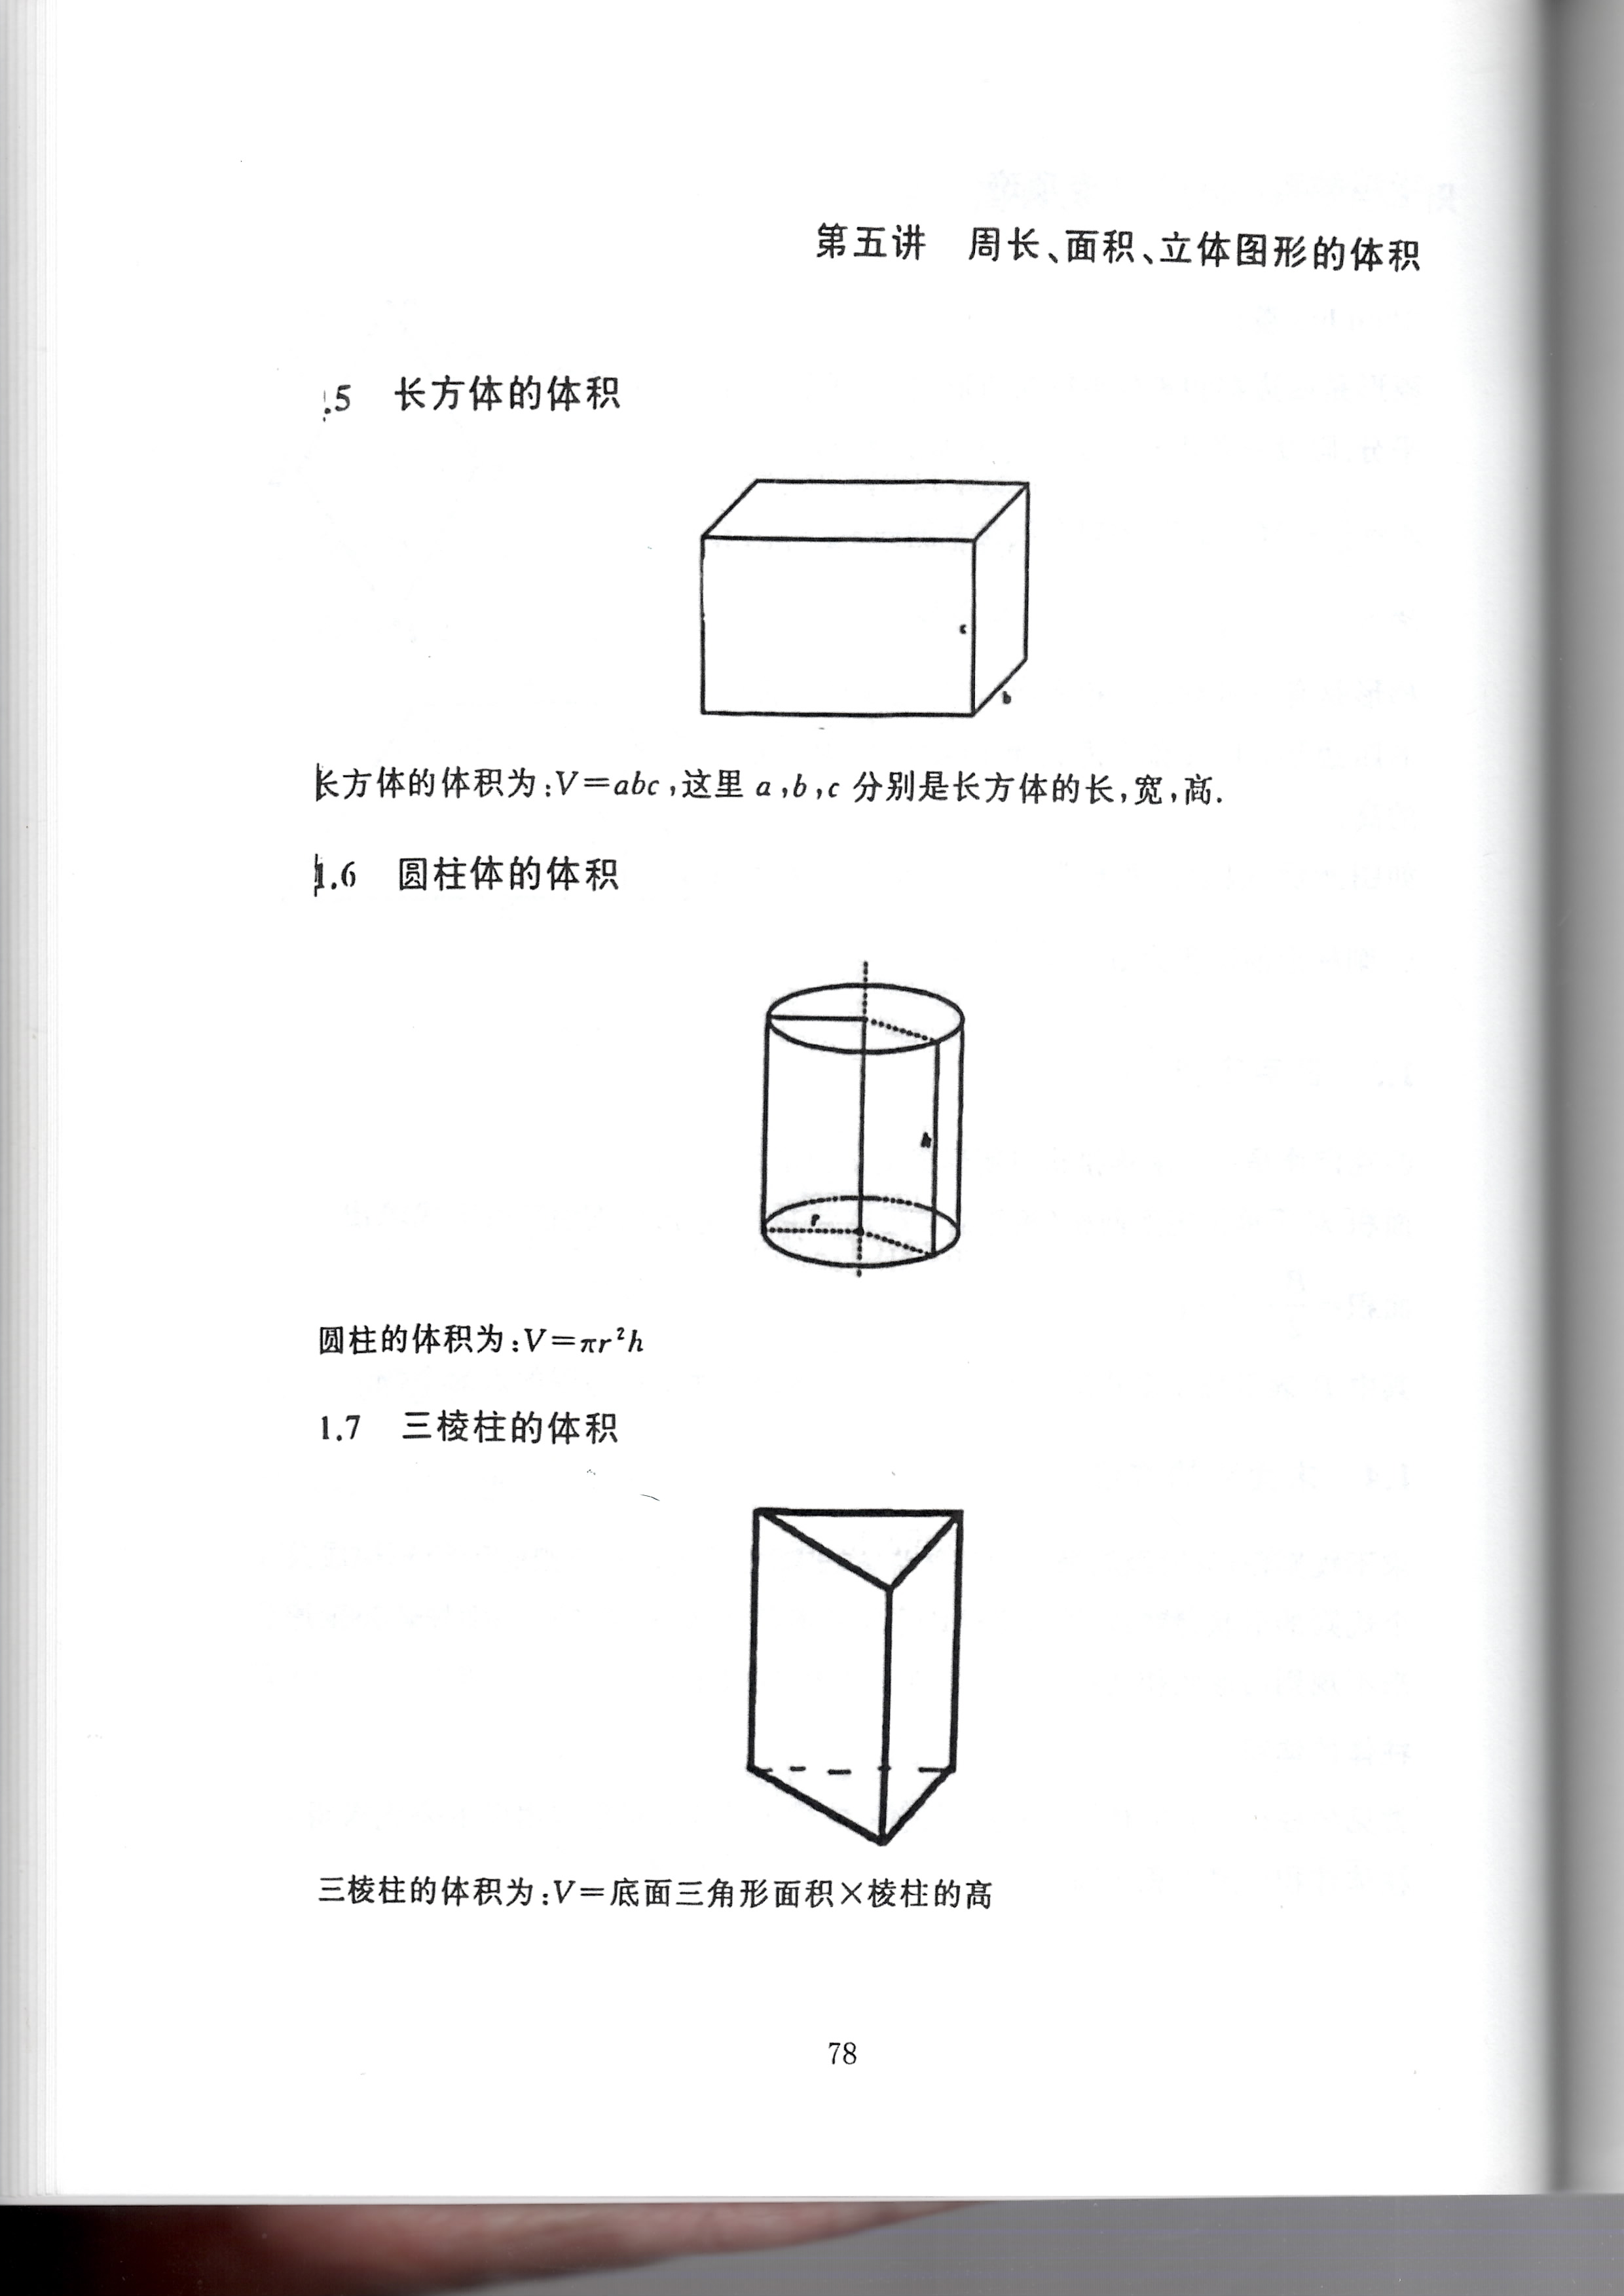 第五讲 周长、面积、立体图形的体积
.5 长方体的体积
c
b
长方体的体积为:V=abc,这里 a,b,c 分别是长方体的长,宽,高.
1.6 圆柱体的体积
h
r
圆柱的体积为:V=πr²h
1.7 三棱柱的体积
三棱柱的体积为:V=底面三角形面积×棱柱的高
78